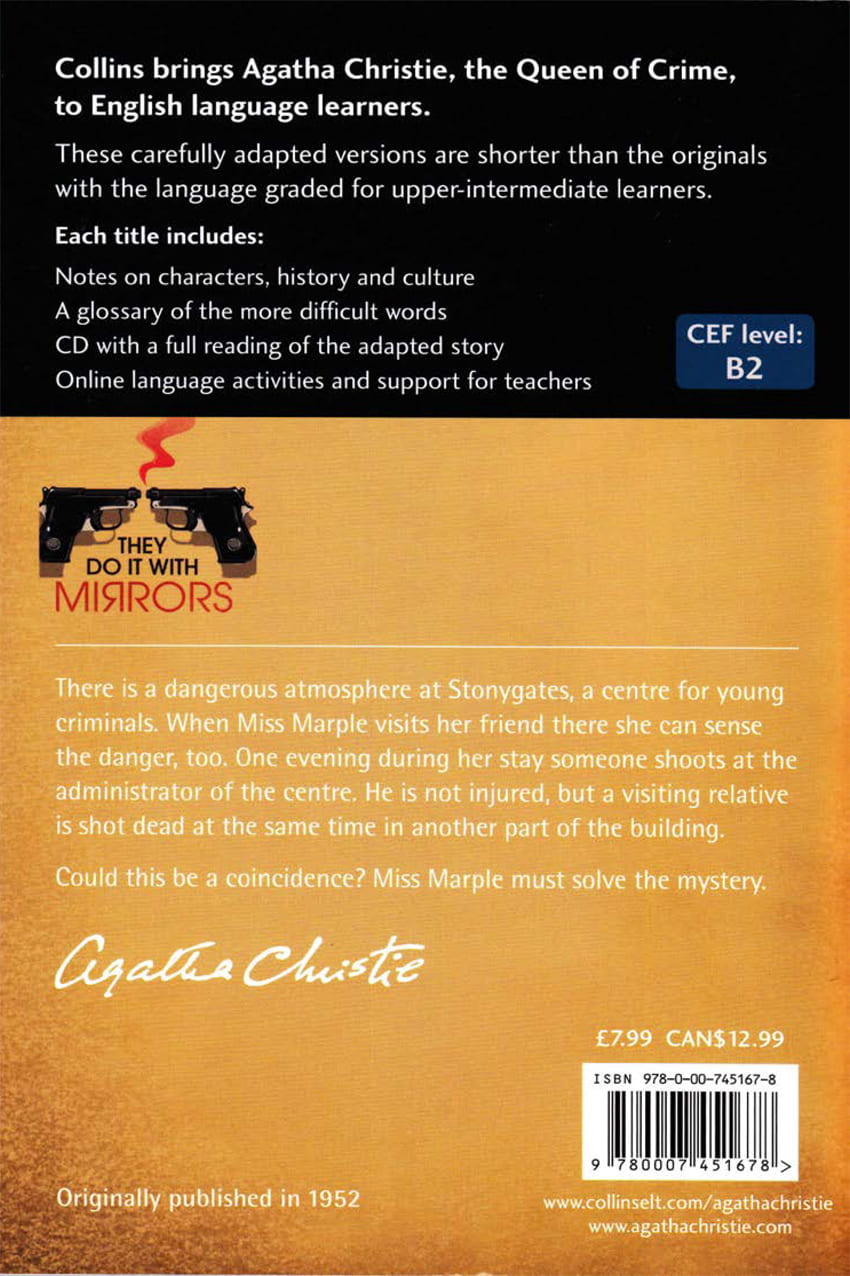 Collins brings Agatha Christie, the Queen of Crime,
to English language learners.
These carefully adapted versions are shorter than the originals
with the language graded for upper-intermediate learners.
Each title includes:
Notes on characters, history and culture
A glossary of the more difficult words
CD with a full reading of the adapted story
Online language activities and support for teachers
CEF level:
B2
THEY
DO IT WITH
MIRRORS
There is a dangerous atmosphere at Stonygates, a centre for young
criminals. When Miss Marple visits her friend there she can sense
the danger, too. One evening during her stay someone shoots at the
administrator of the centre. He is not injured, but a visiting relative
is shot dead at the same time in another part of the building.
Could this be a coincidence? Miss Marple must solve the mystery.
Agatha Christie
£7.99 CAN$12.99
ISBN 978-0-00-745167-8
9 780007 451678 >
Originally published in 1952
www.collinselt.com/agathachristie
www.agathachristie.com